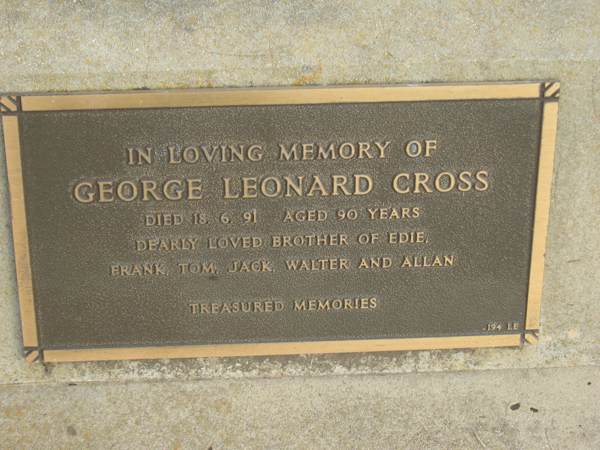 IN LOVING MEMORY OF
GEORGE LEONARD CROSS
DIED 18. 6. 91 AGED 90 YEARS
DEARLY LOVED BROTHER OF EDIE,
FRANK, TOM, JACK, WALTER AND ALLAN
TREASURED MEMORIES
194 LE